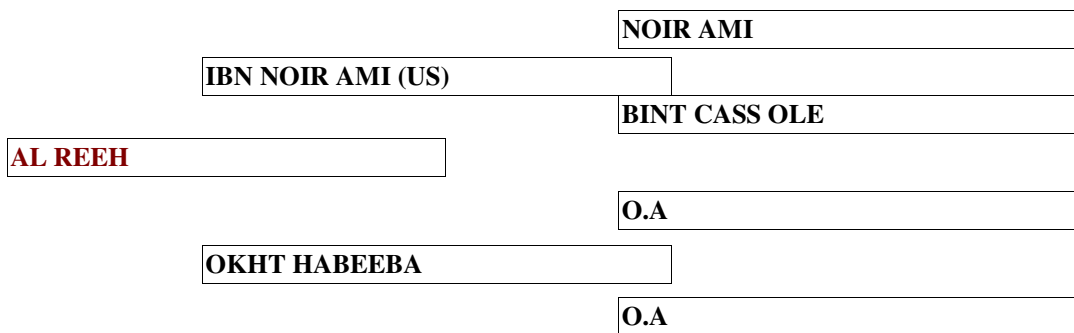 NOIR AMI
IBN NOIR AMI (US)
BINT CASS OLE
AL REEH
O.A
OKHT HABEEBA
O.A